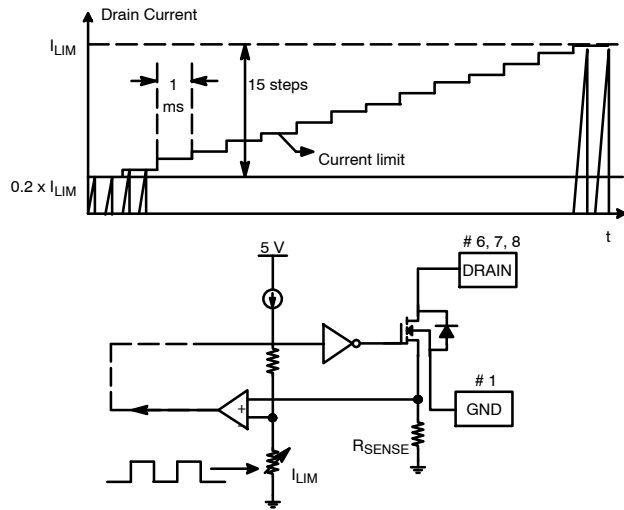 Drain Current
I_LIM
1
ms
15 steps
Current limit
0.2 x I_LIM
t
5 V
# 6, 7, 8
DRAIN
# 1
GND
+
R_SENSE
I_LIM